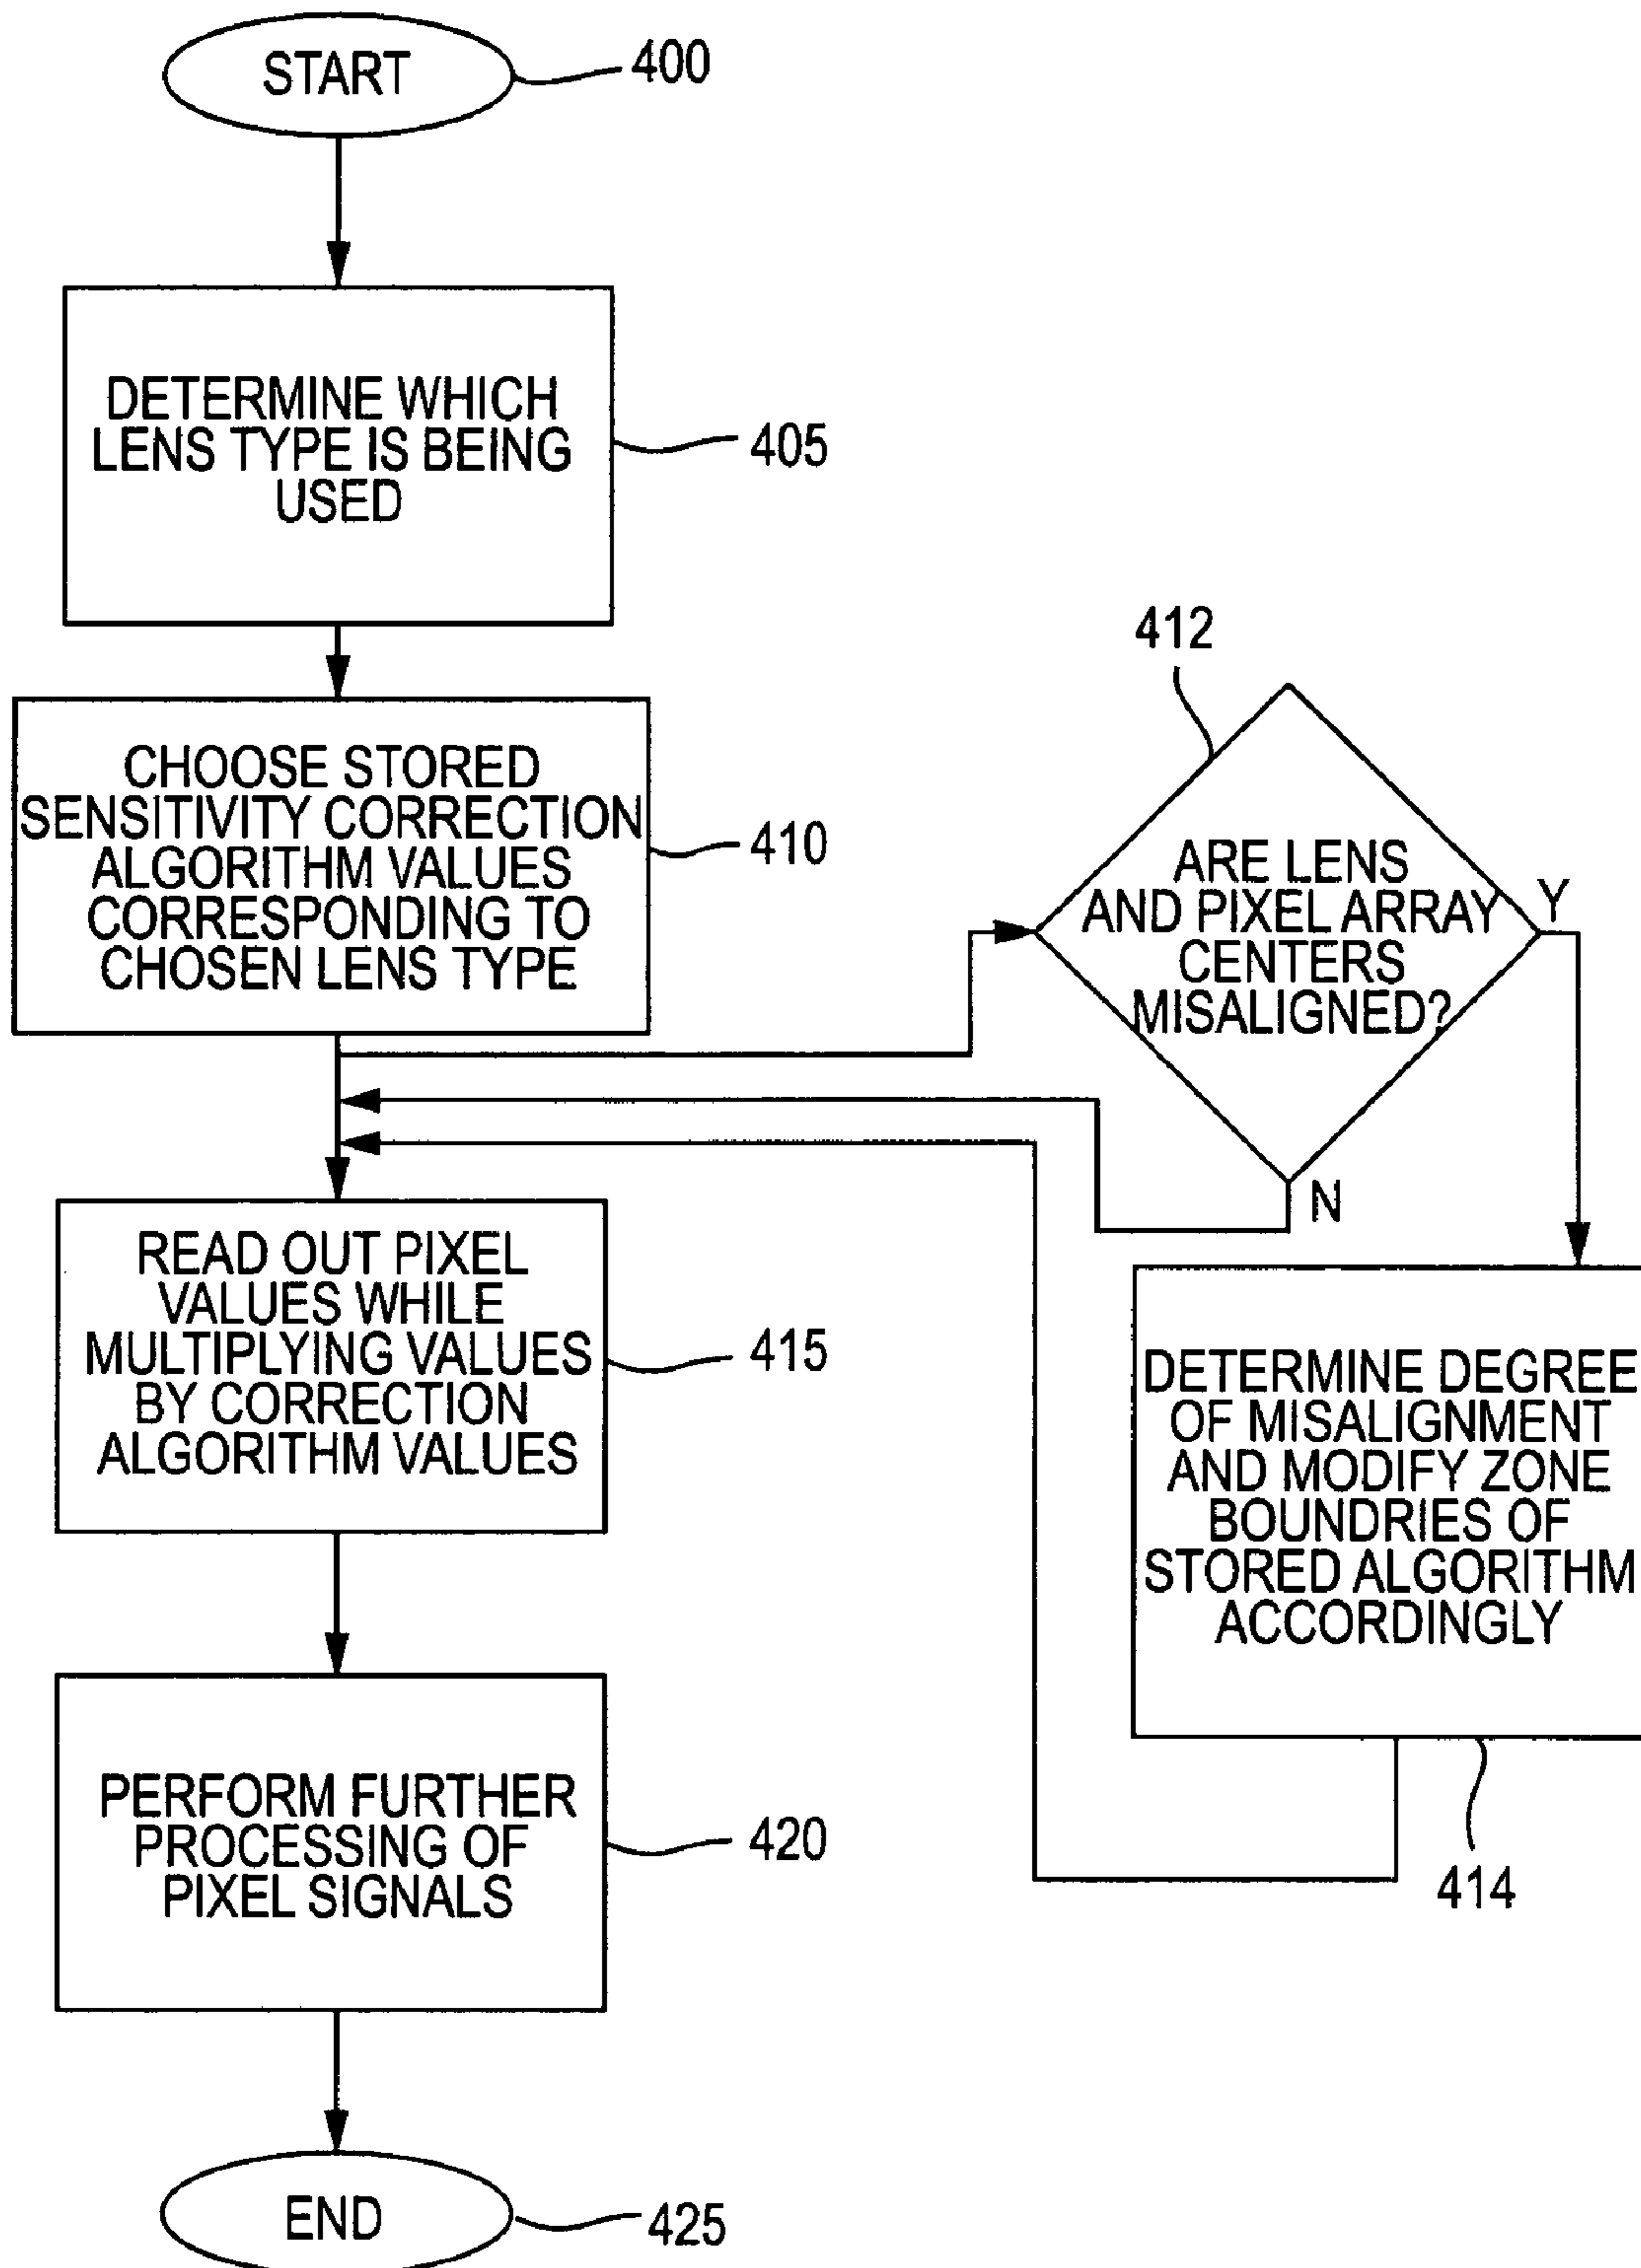 START
400
DETERMINE WHICH
LENS TYPE IS BEING
USED
405
CHOOSE STORED
SENSITIVITY CORRECTION
ALGORITHM VALUES
CORRESPONDING TO
CHOSEN LENS TYPE
410
412
ARE LENS
AND PIXEL ARRAY
CENTERS
MISALIGNED?
Y
N
READ OUT PIXEL
VALUES WHILE
MULTIPLYING VALUES
BY CORRECTION
ALGORITHM VALUES
415
DETERMINE DEGREE
OF MISALIGNMENT
AND MODIFY ZONE
BOUNDRIES OF
STORED ALGORITHM
ACCORDINGLY
414
PERFORM FURTHER
PROCESSING OF
PIXEL SIGNALS
420
END
425